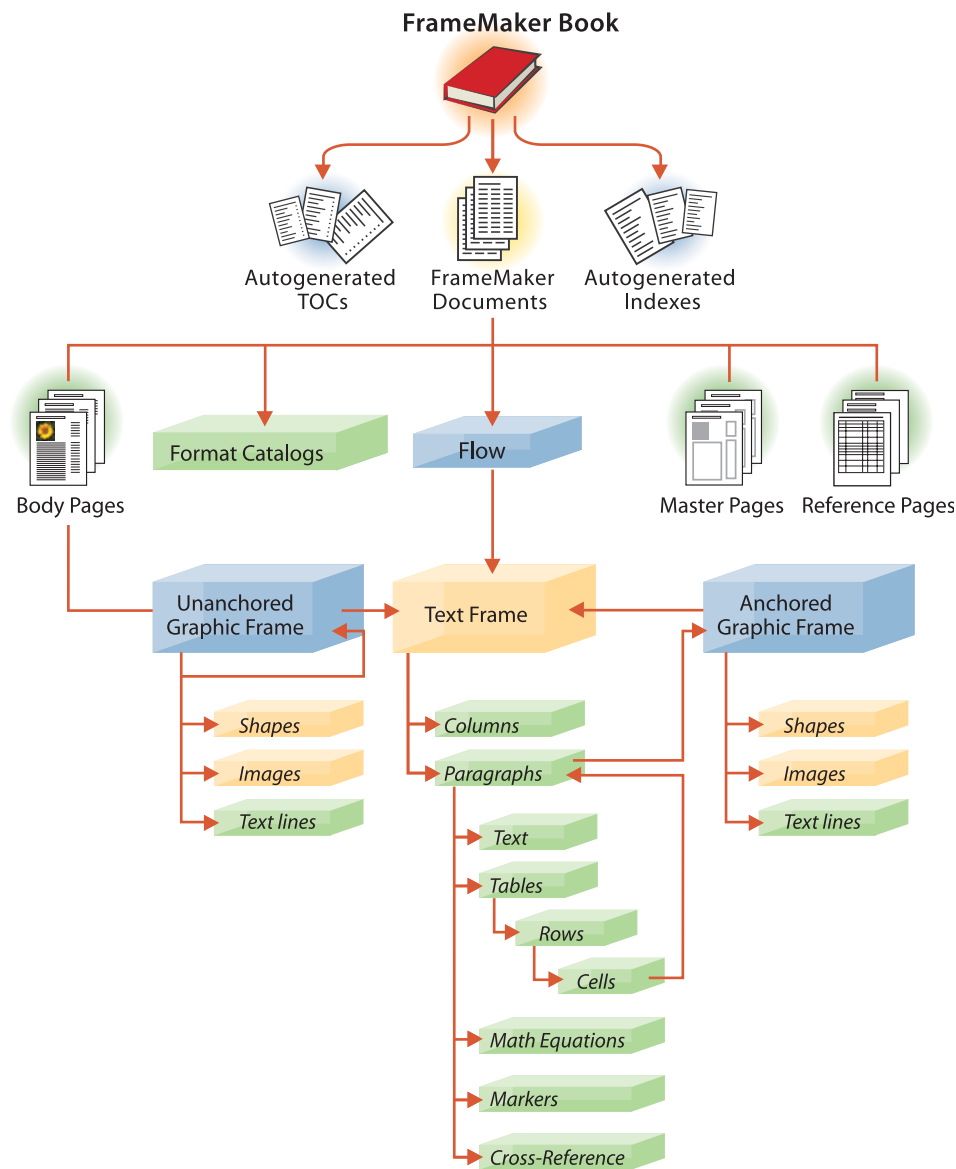 FrameMaker Book
Autogenerated
TOCs
FrameMaker
Documents
Autogenerated
Indexes
Body Pages
Format Catalogs
Flow
Master Pages
Reference Pages
Unanchored
Graphic Frame
Text Frame
Anchored
Graphic Frame
Shapes
Images
Text lines
Columns
Paragraphs
Text
Tables
Rows
Cells
Math Equations
Markers
Cross-Reference
Shapes
Images
Text lines